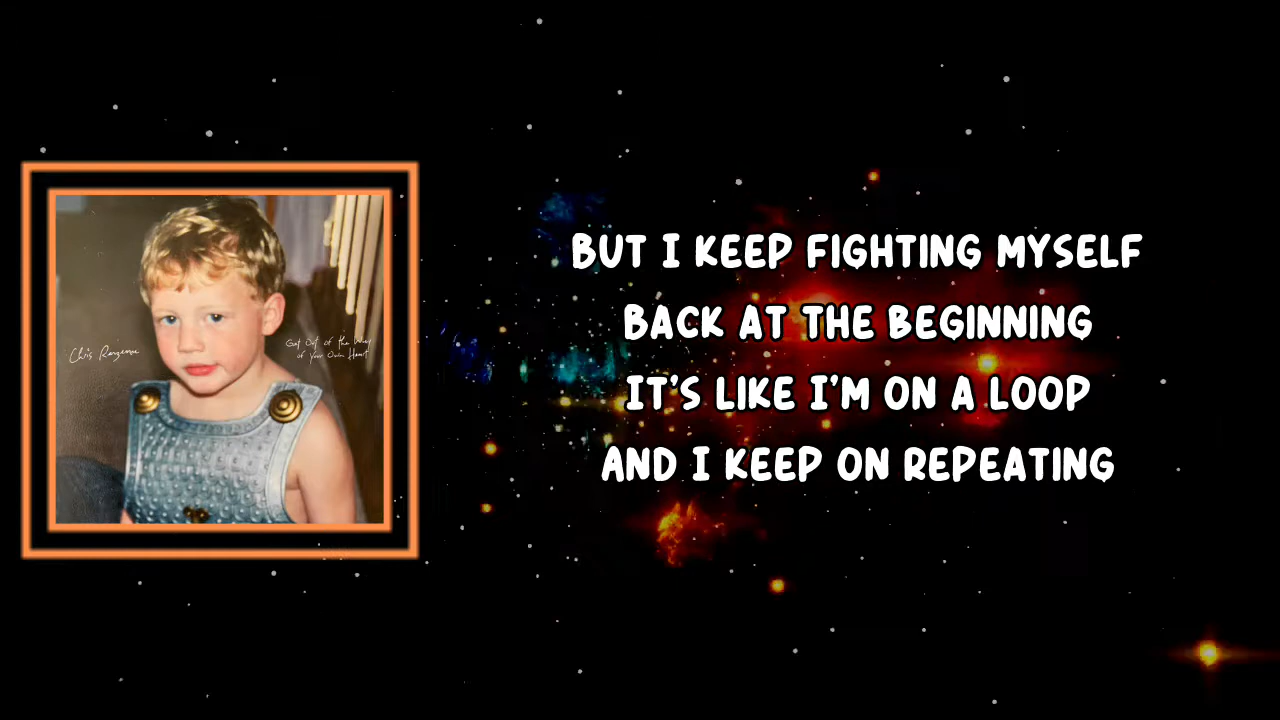 Chris
Get Out of the Way
of Your Own Heart
BUT I KEEP FIGHTING MYSELF
BACK AT THE BEGINNING
IT'S LIKE I'M ON A LOOP
AND I KEEP ON REPEATING